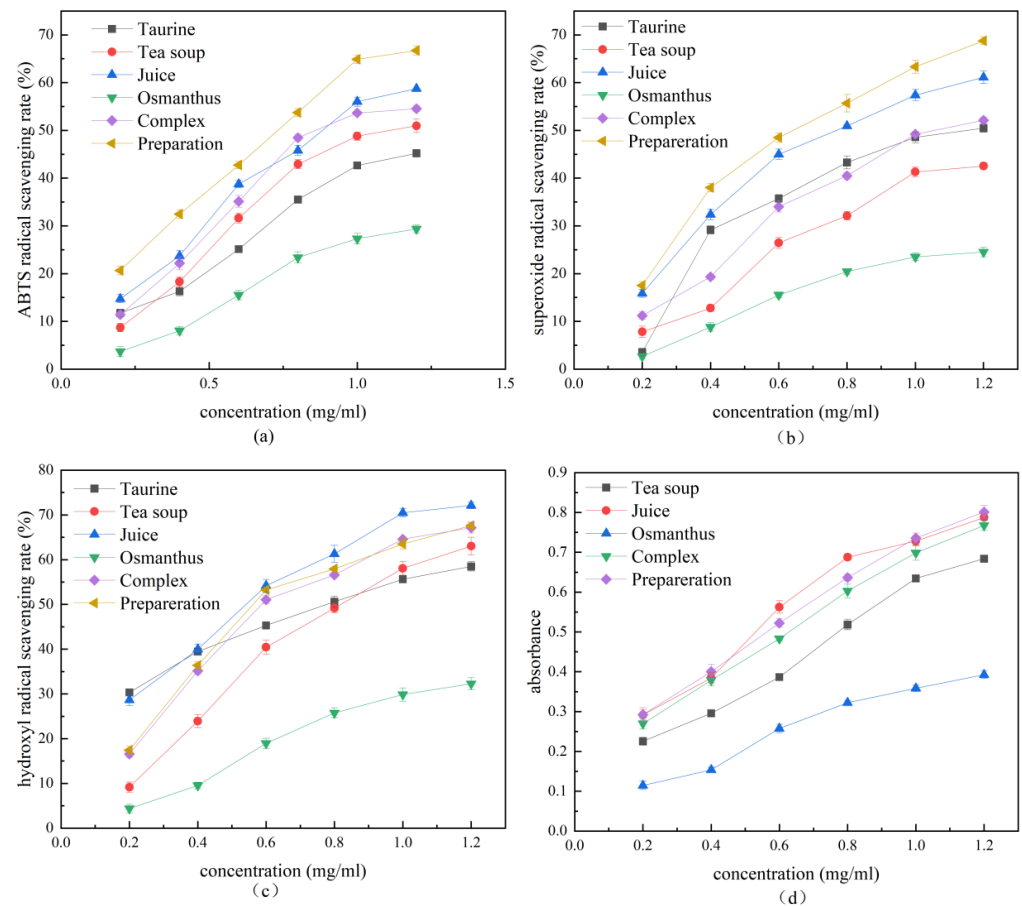 ABTS radical scavenging rate (%)
70
60
50
40
30
20
10
0
Taurine
Tea soup
Juice
Osmanthus
Complex
Prepareration
0.0 0.5 1.0 1.5
concentration (mg/ml)
(a)
superoxide radical scavenging rate (%)
70
60
50
40
30
20
10
0
Taurine
Tea soup
Juice
Osmanthus
Complex
Prepareration
0.0 0.2 0.4 0.6 0.8 1.0 1.2
concentration (mg/ml)
（b）
hydroxyl radical scavenging rate (%)
80
70
60
50
40
30
20
10
0
Taurine
Tea soup
Juice
Osmanthus
Complex
Prepareration
0.0 0.2 0.4 0.6 0.8 1.0 1.2
concentration (mg/ml)
（c）
absorbance
0.9
0.8
0.7
0.6
0.5
0.4
0.3
0.2
0.1
0.0
Tea soup
Juice
Osmanthus
Complex
Prepareration
0.0 0.2 0.4 0.6 0.8 1.0 1.2
concentration (mg/ml)
（d）